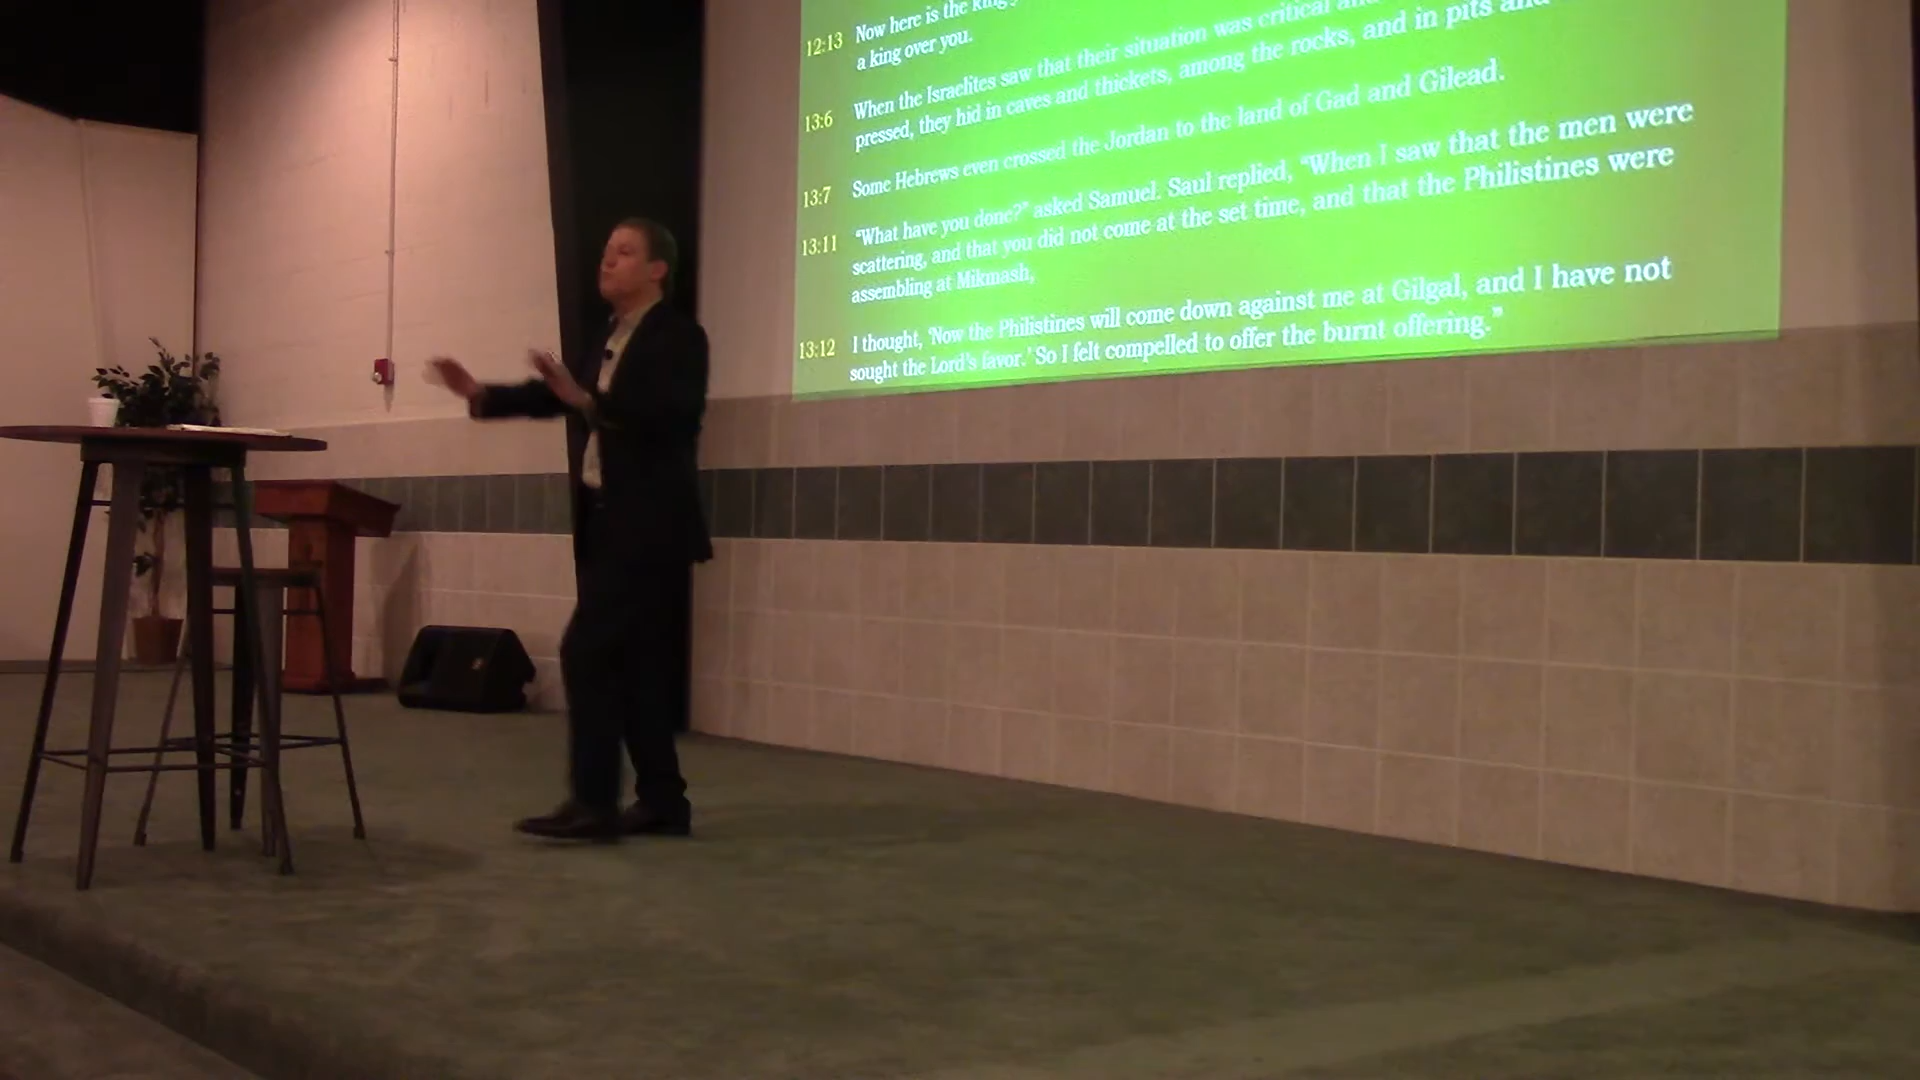 12:13 Now here is the king
a king over you.
13:6 When the Israelites saw that their situation was critical
pressed, they hid in caves and thickets, among the rocks, and in pits and
13:7 Some Hebrews even crossed the Jordan to the land of Gad and Gilead.
13:11 “What have you done?” asked Samuel. Saul replied, “When I saw that the men were
scattering, and that you did not come at the set time, and that the Philistines were
assembling at Mikmash,
13:12 I thought, ‘Now the Philistines will come down against me at Gilgal, and I have not
sought the Lord’s favor.’ So I felt compelled to offer the burnt offering.”